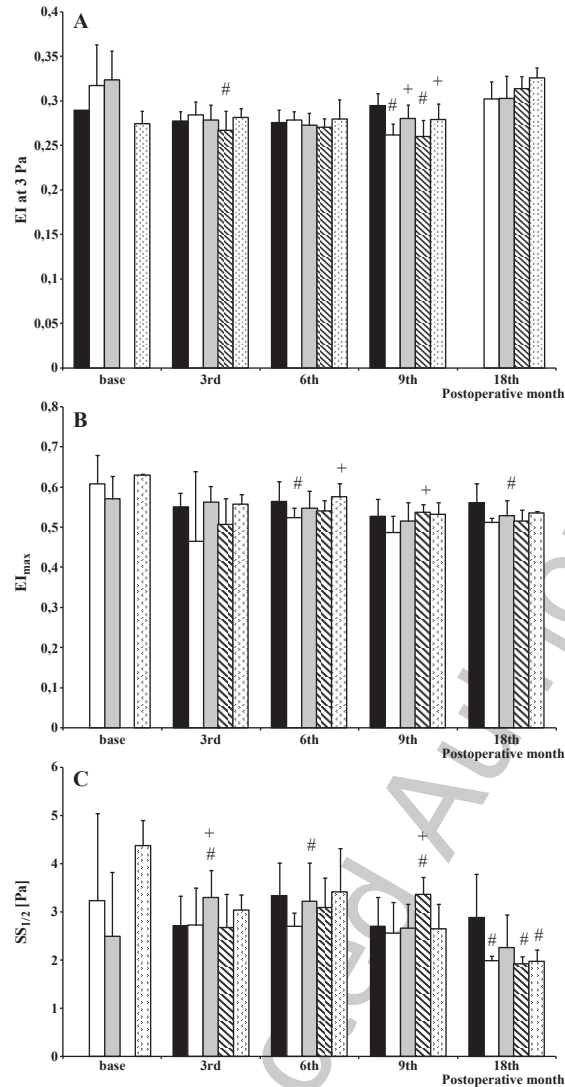 A
0,4
0,35
0,3
0,25
0,2
0,15
0,1
0,05
0
EI at 3 Pa
#
# + # +
base 3rd 6th 9th 18th
Postoperative month
B
0,8
0,7
0,6
0,5
0,4
0,3
0,2
0,1
0
EImax
# + + #
base 3rd 6th 9th 18th
Postoperative month
C
6
5
4
3
2
1
0
SS1/2 [Pa]
+ +
# # #
# # #
base 3rd 6th 9th 18th
Postoperative month